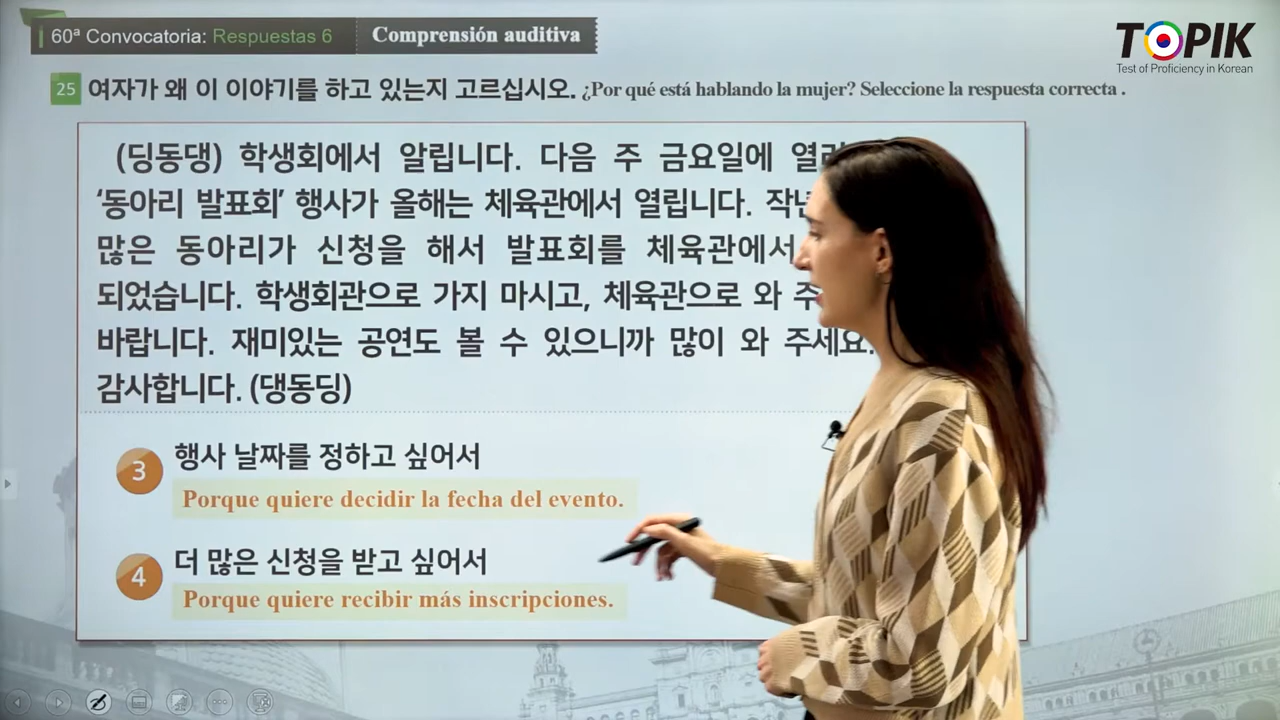 60ª Convocatoria: Respuestas 6
Comprensión auditiva
TOPIK
Test of Proficiency in Korean
25 여자가 왜 이 이야기를 하고 있는지 고르십시오. ¿Por qué está hablando la mujer? Seleccione la respuesta correcta .
(딩동댕) 학생회에서 알립니다. 다음 주 금요일에
‘동아리 발표회’ 행사가 올해는 체육관에서 열립니다.
많은 동아리가 신청을 해서 발표회를 체육관에서
되었습니다. 학생회관으로 가지 마시고, 체육관으로 와
바랍니다. 재미있는 공연도 볼 수 있으니까 많이 와 주세요.
감사합니다. (댕동딩)
3 행사 날짜를 정하고 싶어서
Porque quiere decidir la fecha del evento.
4 더 많은 신청을 받고 싶어서
Porque quiere recibir más inscripciones.